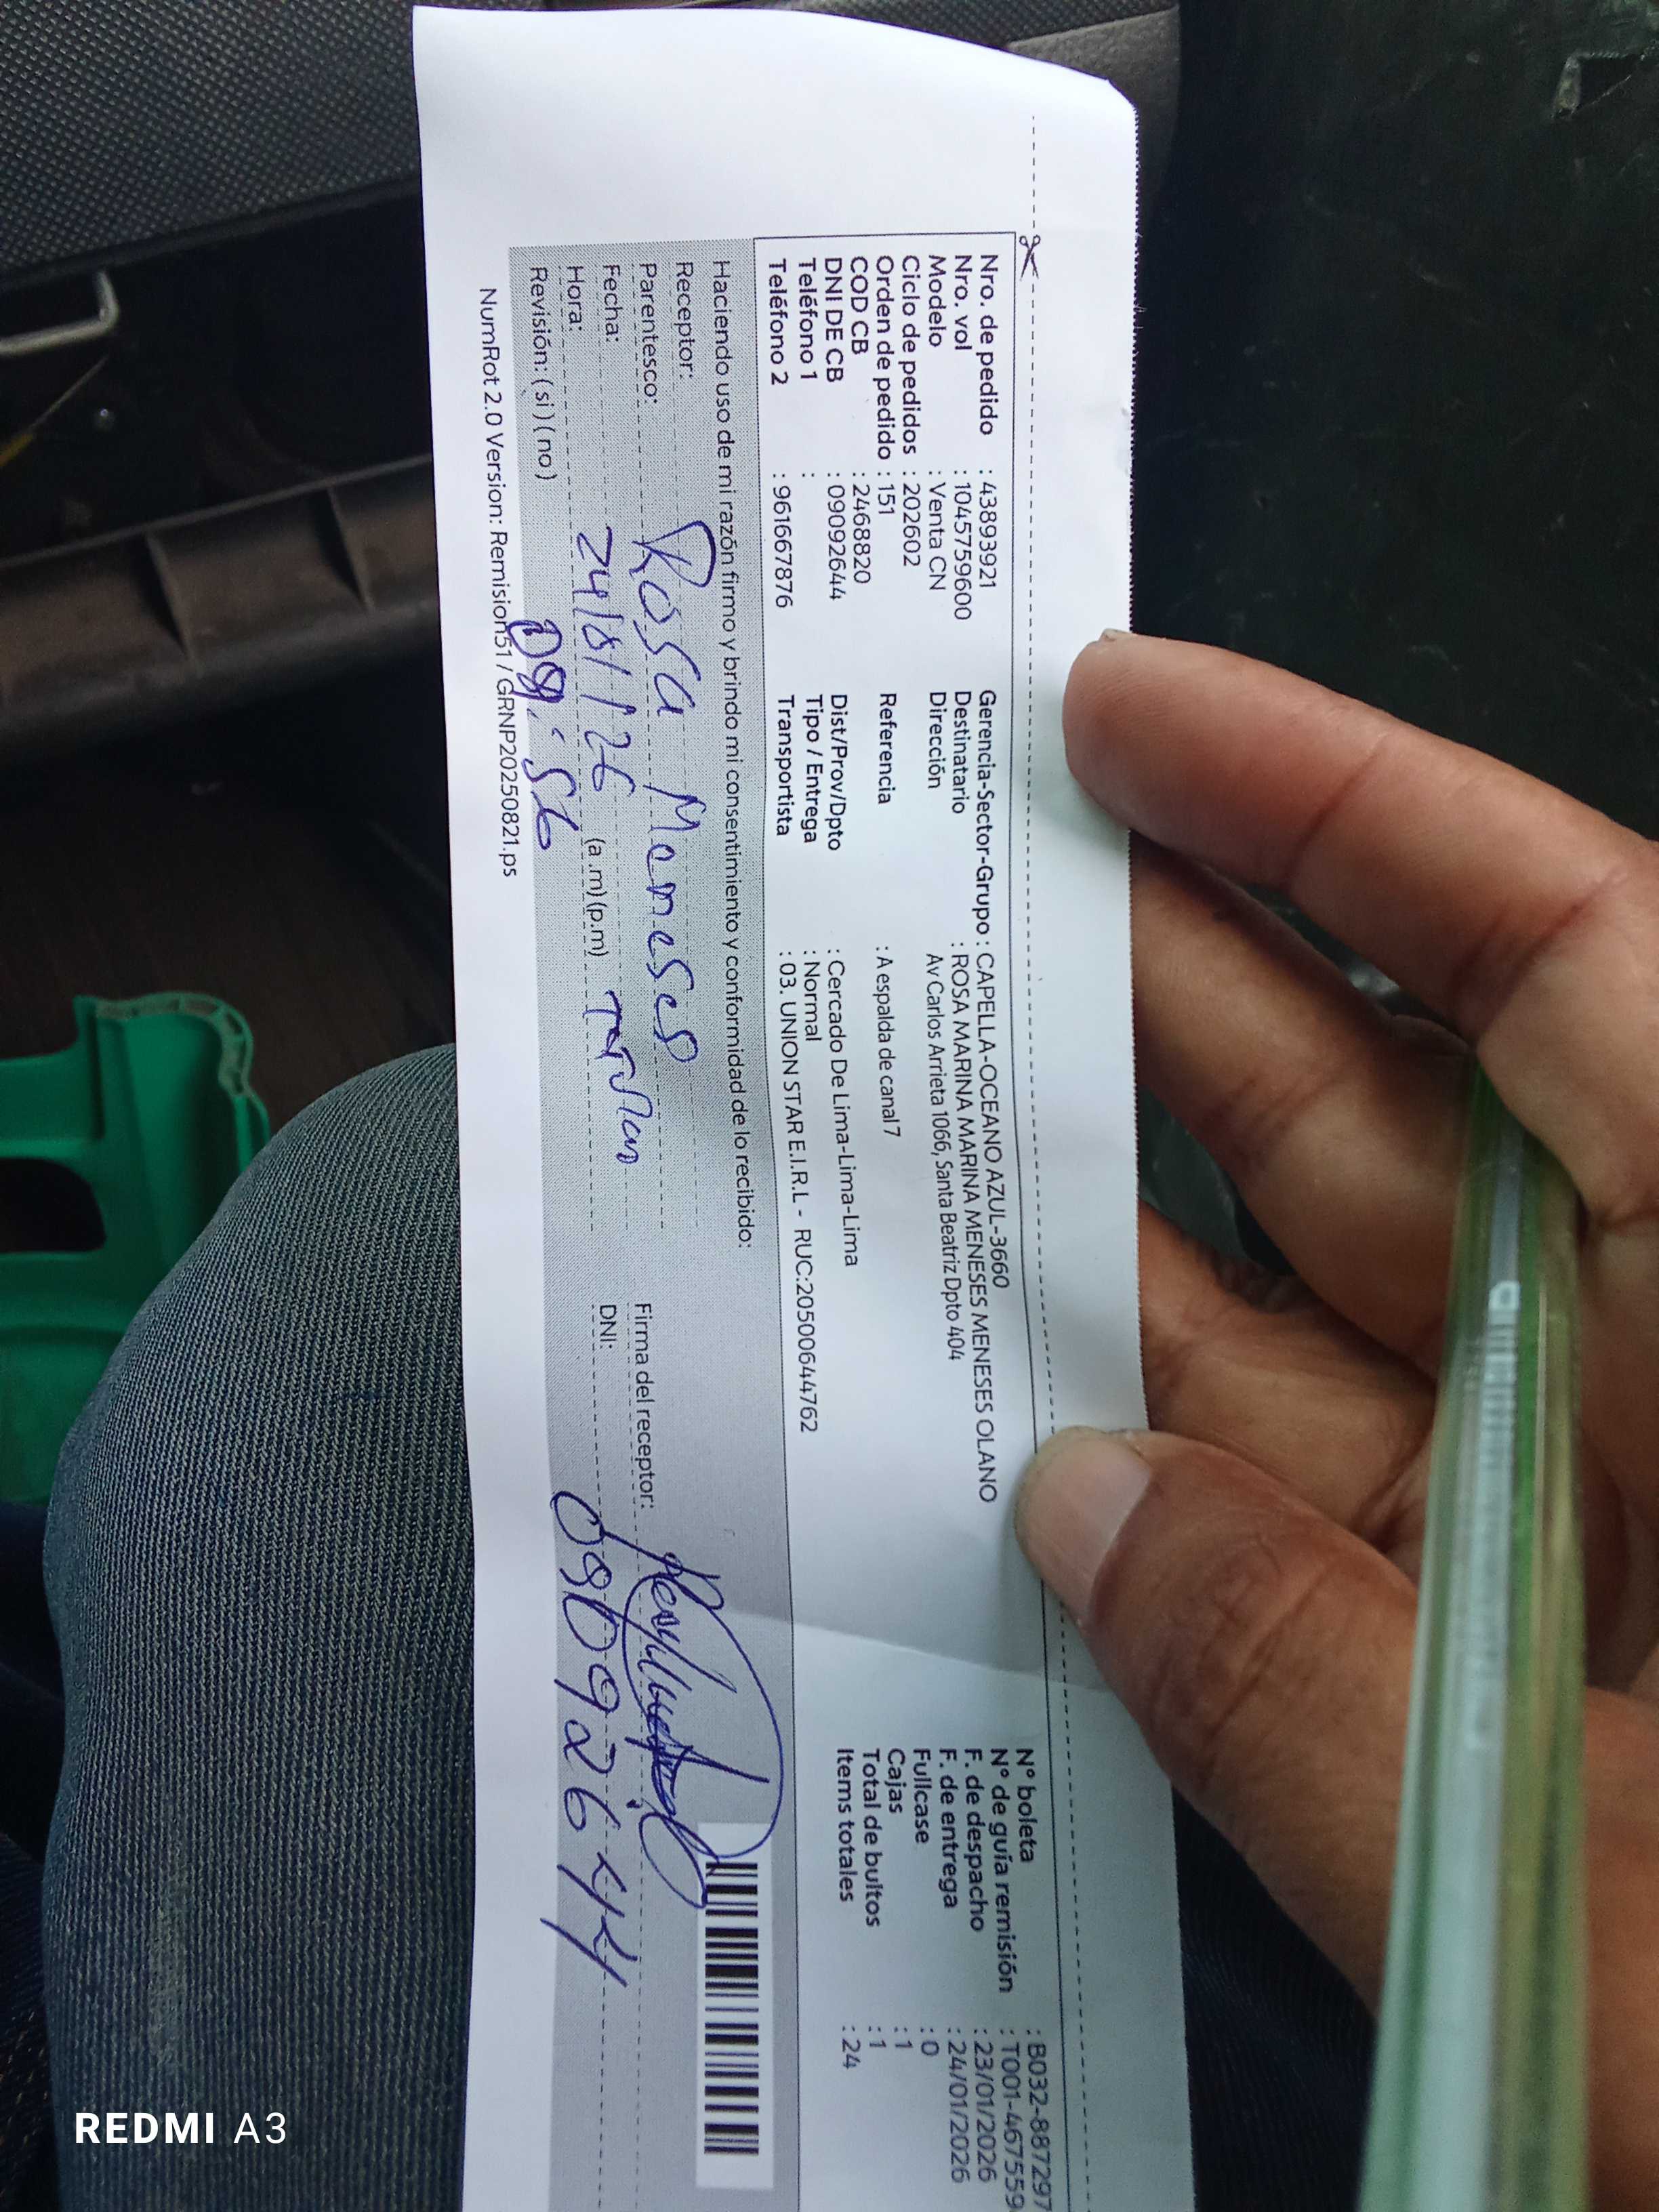 Nro. de pedido : 43893921
Nro. vol : 1045759600
Modelo : Venta CN
Ciclo de pedidos : 202602
Orden de pedido : 151
COD CB : 2468820
DNI DE CB : 09092644
Teléfono 1 :
Teléfono 2 : 961667876
Gerencia-Sector-Grupo : CAPELLA-OCEANO AZUL-3660
Destinatario : ROSA MARINA MARINA MENESES MENESES OLANO
Dirección Av Carlos Arrieta 1066, Santa Beatriz Dpto 404
Referencia : A espalda de canal 7
Dist/Prov/Dpto : Cercado De Lima-Lima-Lima
Tipo / Entrega : Normal
Transportista : 03. UNION STAR E.I.R.L - RUC:20500644762
N° boleta : B032-887297
N° de guía remisión : T001-467559
F. de despacho : 23/01/2026
F. de entrega : 24/01/2026
Fullcase : 0
Cajas : 1
Total de bultos : 1
Items totales : 24
Haciendo uso de mi razón firmo y brindo mi consentimiento y conformidad de lo recibido:
Receptor: Rosa Meneses
Parentesco:
Fecha: 24/ /26
Hora: 09:56 (a .m) (p.m)
Revisión: ( si ) ( no )
Firma del receptor:
DNI: 09092644
NumRot 2.0 Version: Remision51 / GRNP20250821.ps
REDMI A3